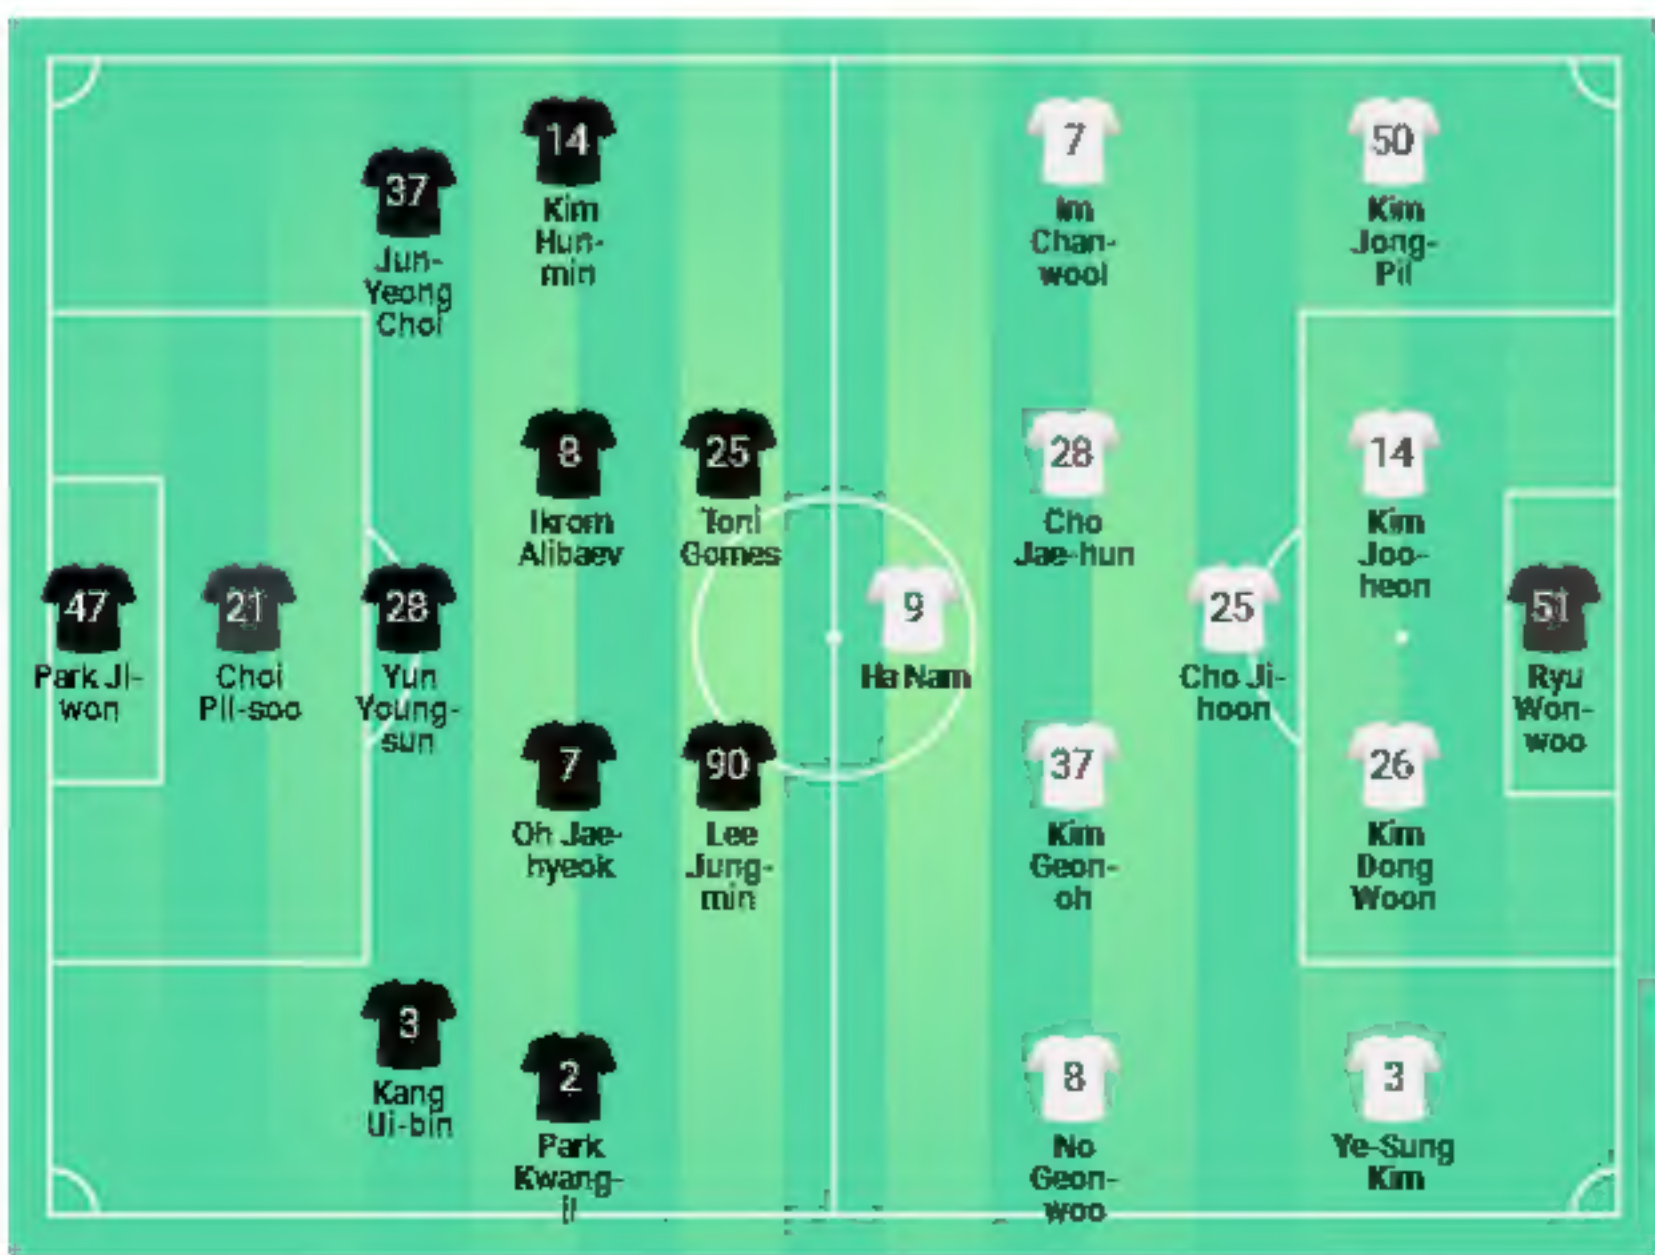 14
Kim
Hun-
min
37
Jun-
Yeong
Choi
8
Ikrom
Alibaev
25
Toni
Gomes
47
Park Ji-
won
21
Choi
Pil-soo
28
Yun
Young-
sun
7
Oh Jae-
hyeok
90
Lee
Jung-
min
3
Kang
Ui-bin
2
Park
Kwang-
il
7
Im
Chan-
wool
50
Kim
Jong-
Pil
28
Cho
Jae-hun
14
Kim
Joo-
heon
9
Ha Nam
25
Cho Ji-
hoon
51
Ryu
Won-
woo
37
Kim
Geon-
oh
26
Kim
Dong
Woon
8
No
Geon-
woo
3
Ye-Sung
Kim